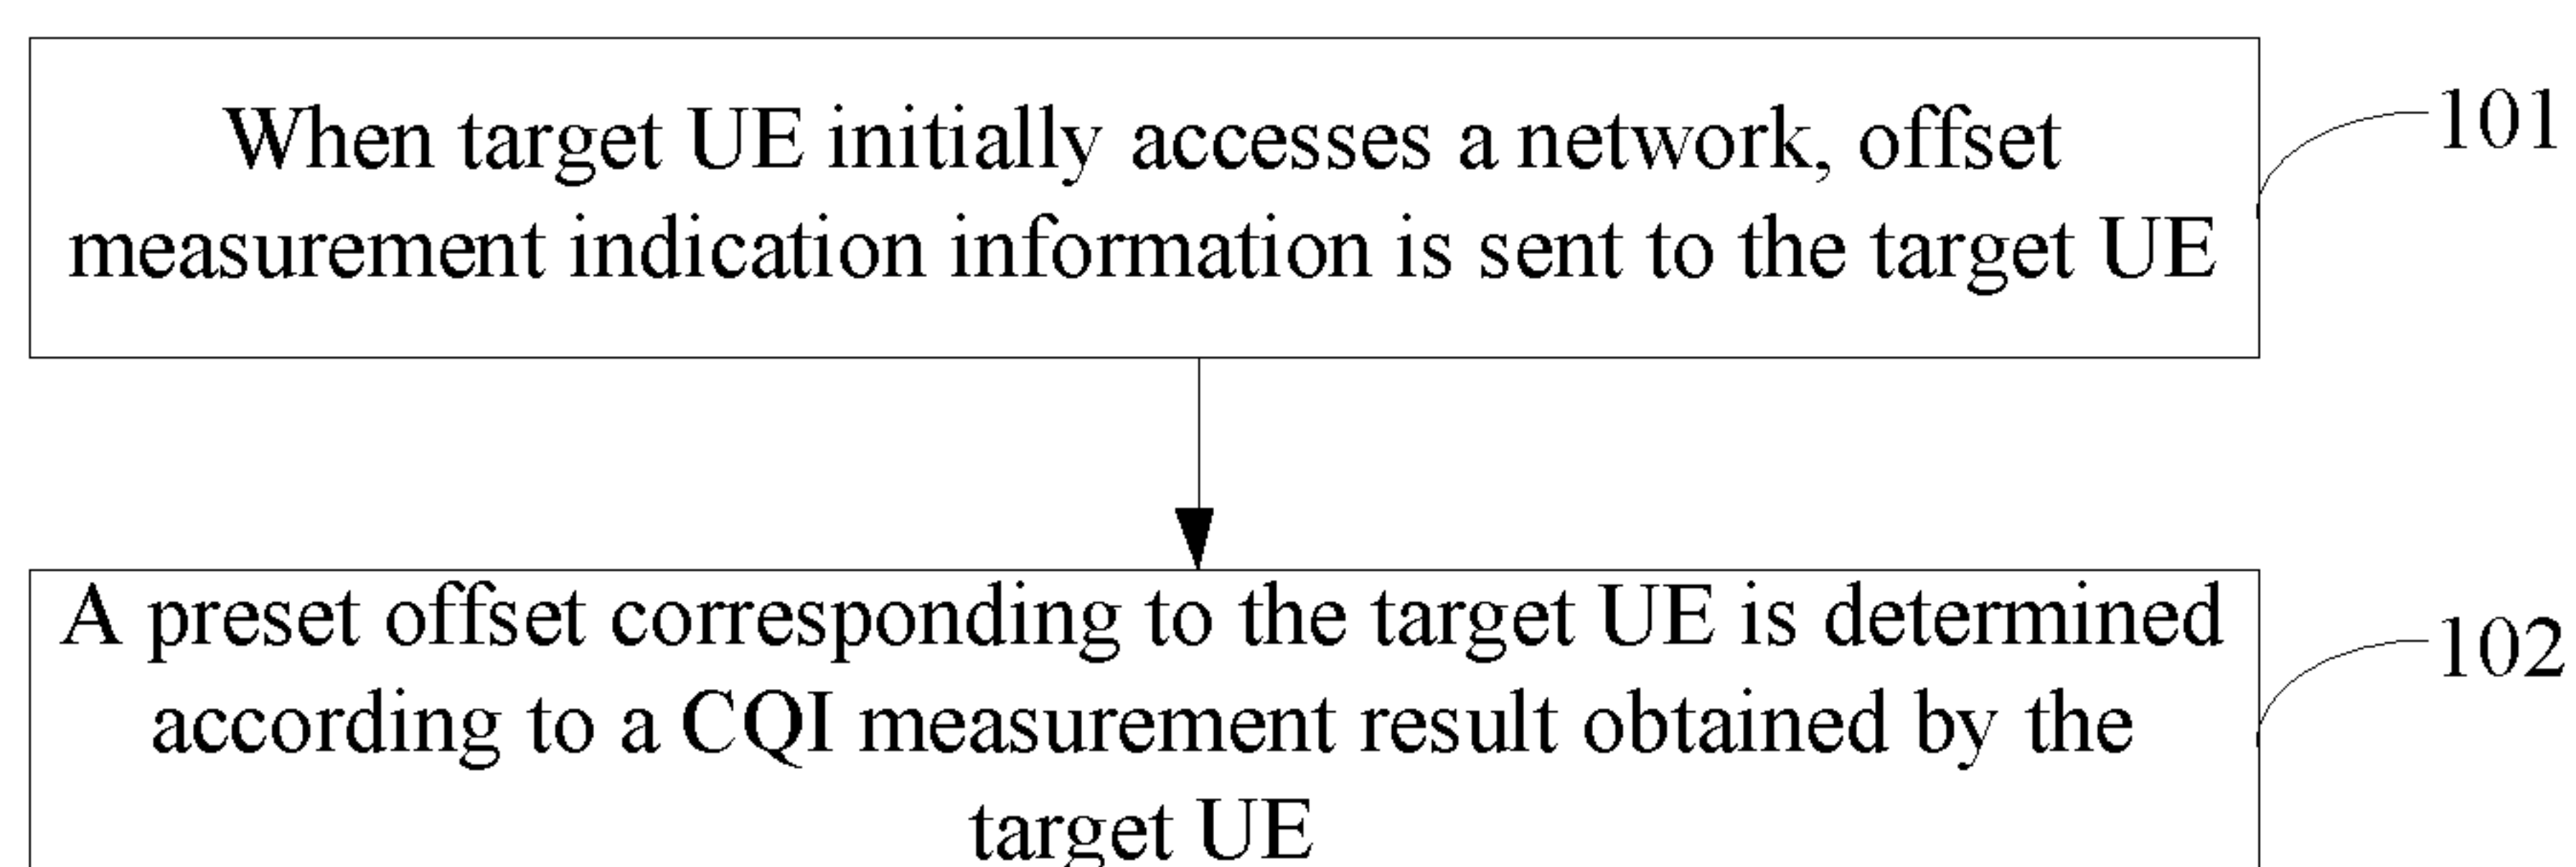 When target UE initially accesses a network, offset
measurement indication information is sent to the target UE
101
A preset offset corresponding to the target UE is determined
according to a CQI measurement result obtained by the
target UE
102